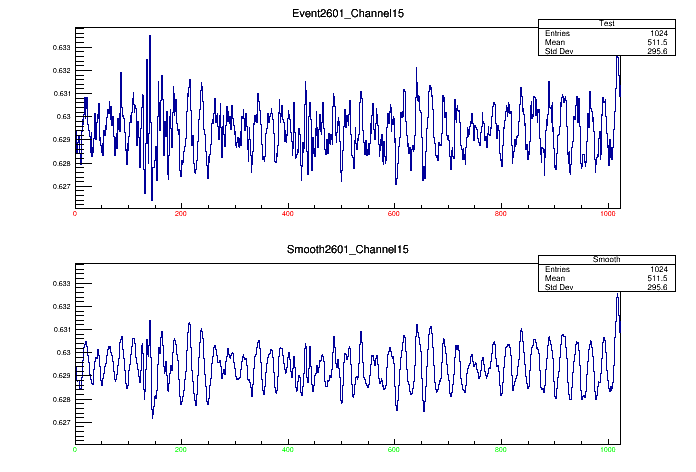 Event2601_Channel15
Test
Entries 1024
Mean 511.5
Std Dev 295.6
0.633
0.632
0.631
0.63
0.629
0.628
0.627
0 200 400 600 800 1000
Smooth2601_Channel15
Smooth
Entries 1024
Mean 511.5
Std Dev 295.6
0.633
0.632
0.631
0.63
0.629
0.628
0.627
0 200 400 600 800 1000